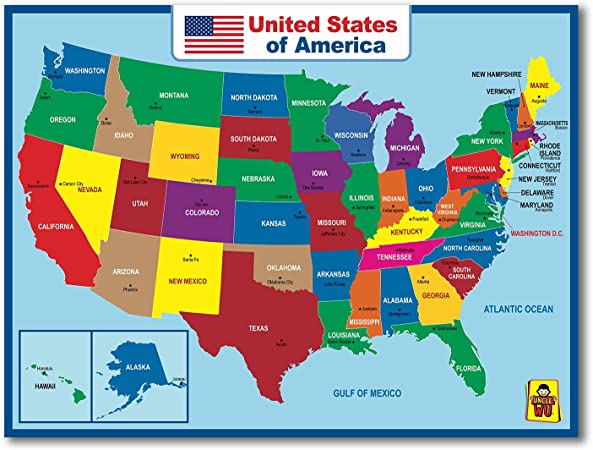 United States
of America
WASHINGTON
Olympia
MONTANA
Helena
NORTH DAKOTA
Bismarck
MINNESOTA
St. Paul
OREGON
Salem
IDAHO
Boise
WYOMING
Cheyenne
SOUTH DAKOTA
Pierre
WISCONSIN
Madison
MICHIGAN
Lansing
NEW HAMPSHIRE
VERMONT
MAINE
Augusta
MASSACHUSETTS
Boston
NEW YORK
Albany
RHODE
ISLAND
Providence
CONNECTICUT
Hartford
NEW JERSEY
Trenton
DELAWARE
Dover
MARYLAND
Annapolis
WASHINGTON D.C.
PENNSYLVANIA
Harrisburg
CALIFORNIA
Sacramento
NEVADA
Carson City
UTAH
Salt Lake City
COLORADO
Denver
NEBRASKA
Lincoln
IOWA
Des Moines
ILLINOIS
Springfield
INDIANA
Indianapolis
OHIO
Columbus
WEST
VIRGINIA
Charleston
VIRGINIA
Richmond
KANSAS
Topeka
MISSOURI
Jefferson City
KENTUCKY
Frankfort
ARIZONA
Phoenix
NEW MEXICO
Santa Fe
OKLAHOMA
Oklahoma City
ARKANSAS
Little Rock
TENNESSEE
Nashville
NORTH CAROLINA
Raleigh
SOUTH
CAROLINA
Columbia
TEXAS
Austin
LOUISIANA
Baton Rouge
MISSISSIPPI
Jackson
ALABAMA
Montgomery
GEORGIA
Atlanta
FLORIDA
Tallahassee
ATLANTIC OCEAN
GULF OF MEXICO
HAWAII
Honolulu
ALASKA
Juneau
UNCLE
WU